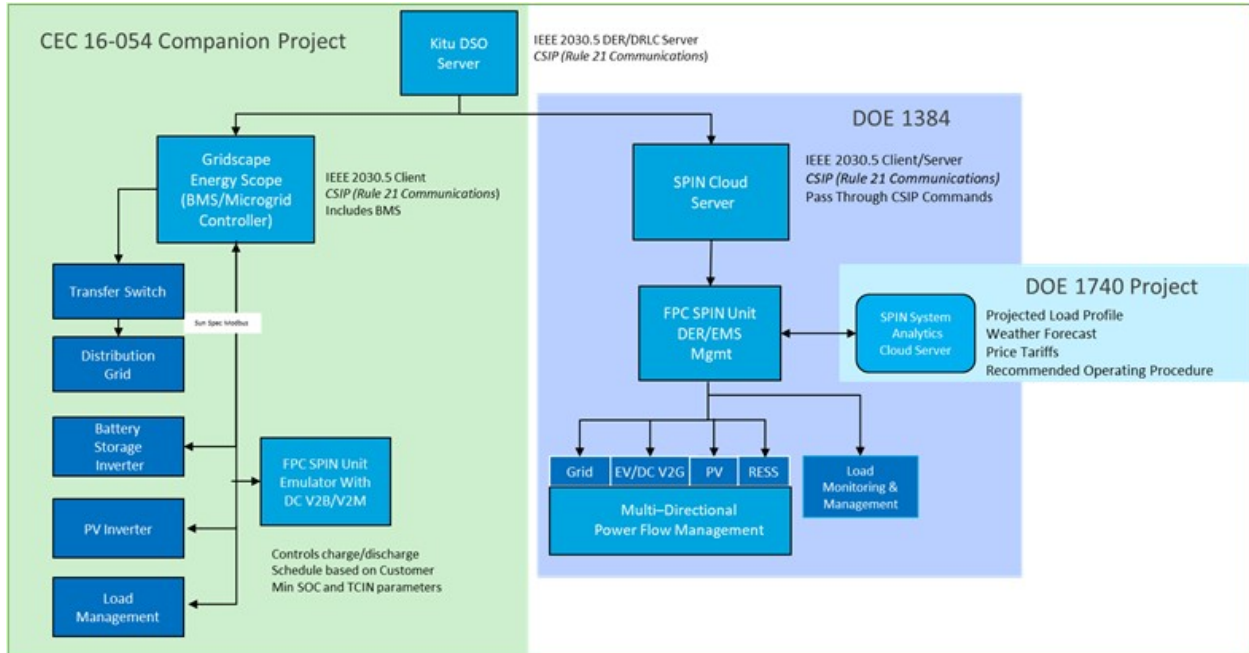 CEC 16-054 Companion Project
Kitu DSO
Server
IEEE 2030.5 DER/DRLC Server
CSIP (Rule 21 Communications)
DOE 1384
Gridscape
Energy Scope
(BMS/Microgrid
Controller)
IEEE 2030.5 Client
CSIP (Rule 21 Communications)
Includes BMS
SPIN Cloud
Server
IEEE 2030.5 Client/Server
CSIP (Rule 21 Communications)
Pass Through CSIP Commands
Transfer Switch
Sun Spec Modbus
Distribution
Grid
FPC SPIN Unit
DER/EMS
Mgmt
DOE 1740 Project
SPIN System
Analytics
Cloud Server
Projected Load Profile
Weather Forecast
Price Tariffs
Recommended Operating Procedure
Battery
Storage
Inverter
FPC SPIN Unit
Emulator With
DC V2B/V2M
PV Inverter
Controls charge/discharge
Schedule based on Customer
Min SOC and TCIN parameters
Load
Management
Grid
EV/DC V2G
PV
RESS
Multi–Directional
Power Flow Management
Load
Monitoring &
Management